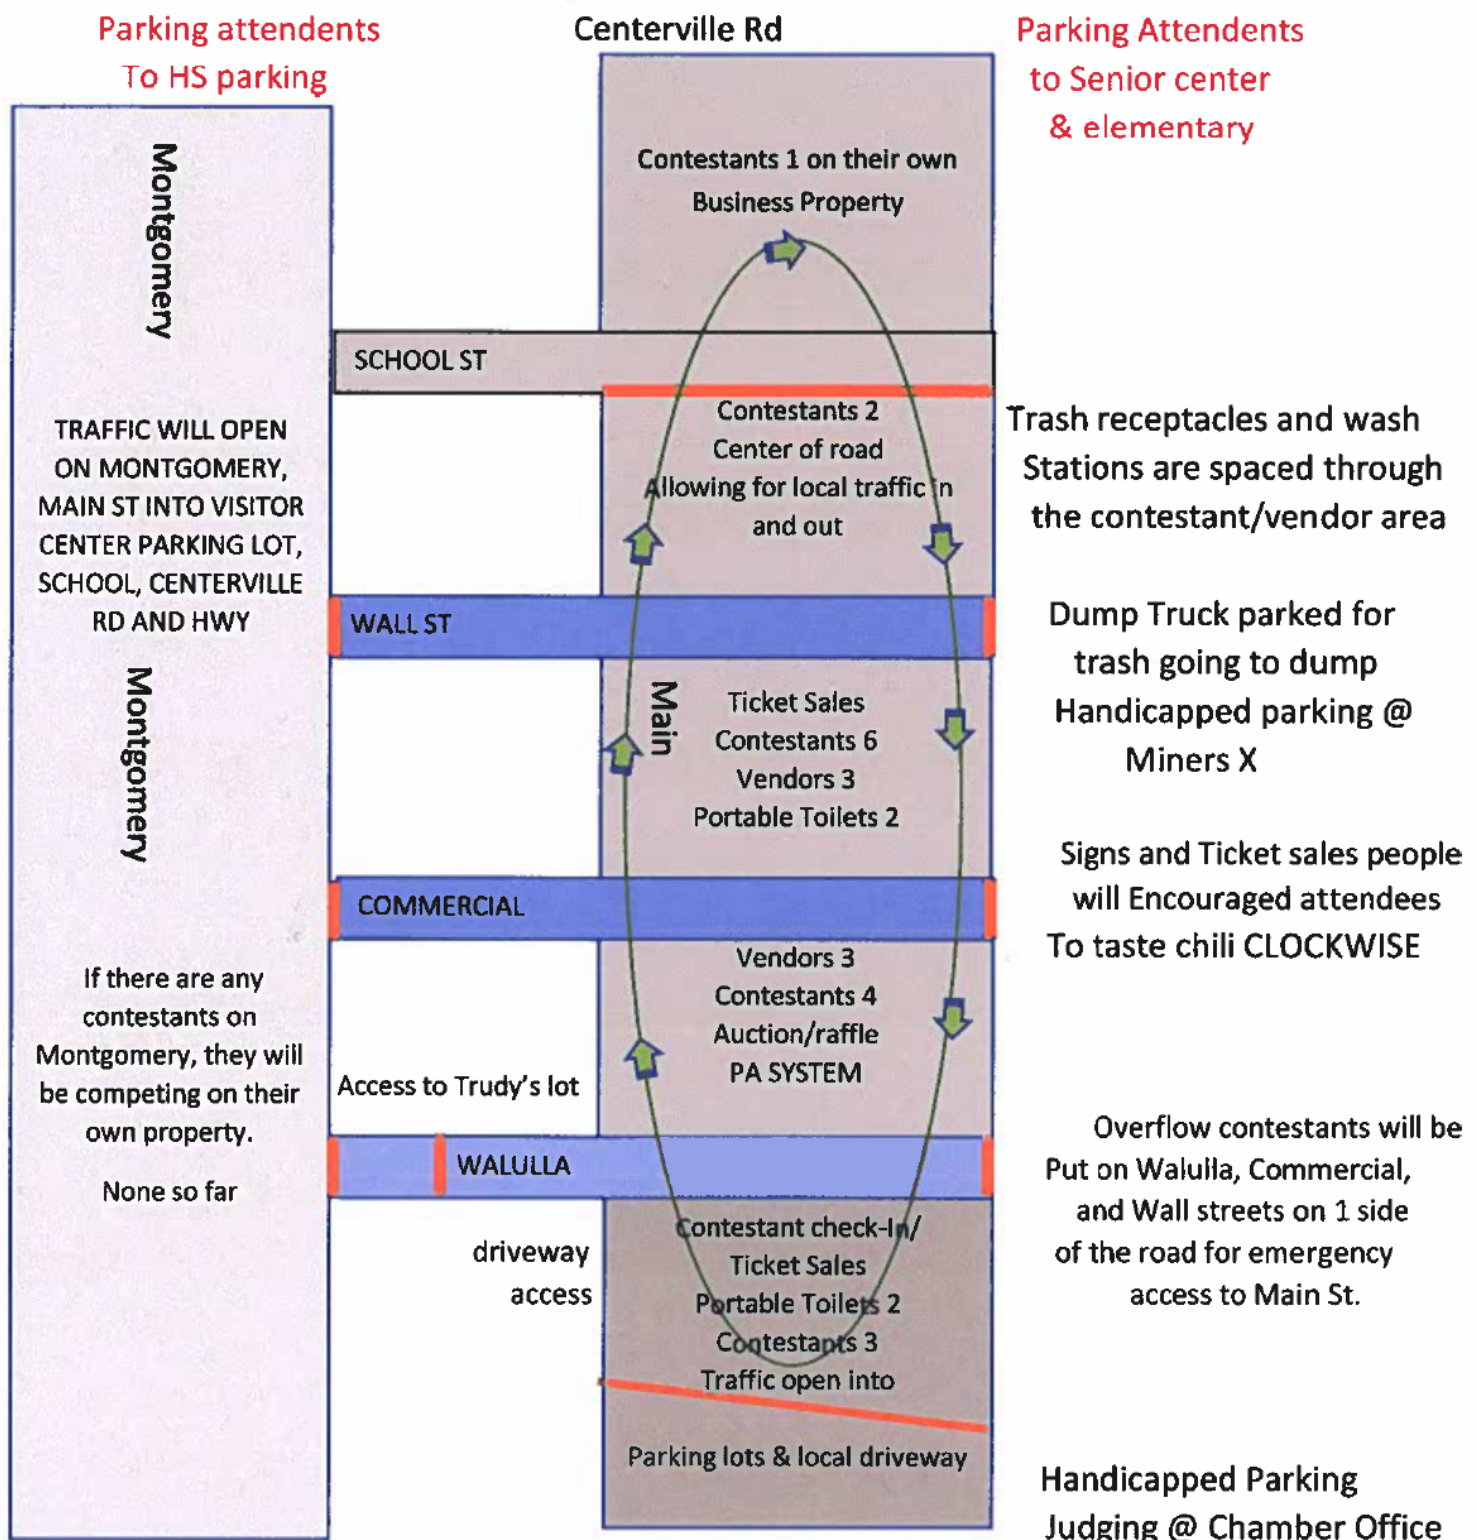 Parking attendents
To HS parking
Centerville Rd
Parking Attendents
to Senior center
& elementary
Montgomery
TRAFFIC WILL OPEN
ON MONTGOMERY,
MAIN ST INTO VISITOR
CENTER PARKING LOT,
SCHOOL, CENTERVILLE
RD AND HWY
Montgomery
If there are any
contestants on
Montgomery, they will
be competing on their
own property.
None so far
Contestants 1 on their own
Business Property
SCHOOL ST
Contestants 2
Center of road
Allowing for local traffic in
and out
WALL ST
Main
Ticket Sales
Contestants 6
Vendors 3
Portable Toilets 2
COMMERCIAL
Vendors 3
Contestants 4
Auction/raffle
PA SYSTEM
Access to Trudy's lot
WALULLA
driveway
access
Contestant check-In/
Ticket Sales
Portable Toilets 2
Contestants 3
Traffic open into
Parking lots & local driveway
Trash receptacles and wash
Stations are spaced through
the contestant/vendor area
Dump Truck parked for
trash going to dump
Handicapped parking @
Miners X
Signs and Ticket sales people
will Encouraged attendees
To taste chili CLOCKWISE
Overflow contestants will be
Put on Walulla, Commercial,
and Wall streets on 1 side
of the road for emergency
access to Main St.
Handicapped Parking
Judging @ Chamber Office